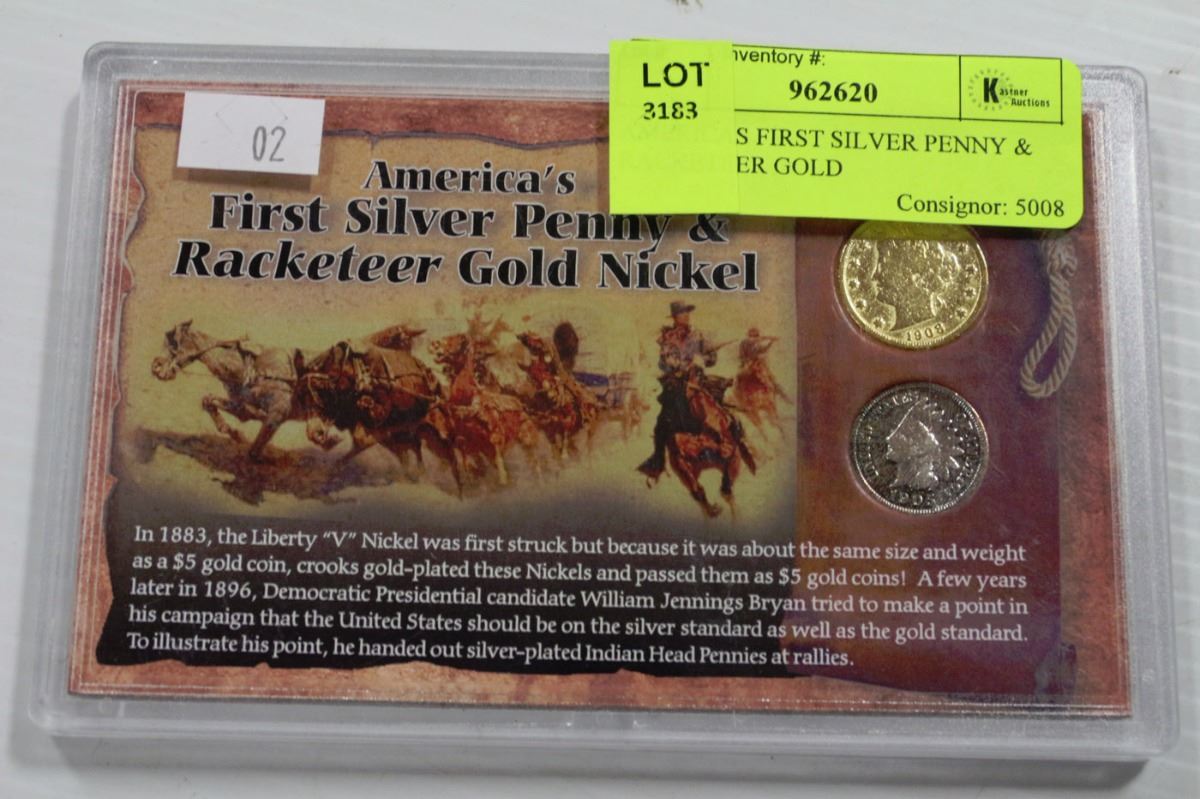 nventory #:
LOT
962620
Kastner
Auctions
3183
S FIRST SILVER PENNY &
ER GOLD
Consignor: 5008
02
America's
First Silver Penny &
Racketeer Gold Nickel
1908
In 1883, the Liberty "V" Nickel was first struck but because it was about the same size and weight
as a $5 gold coin, crooks gold-plated these Nickels and passed them as $5 gold coins! A few years
later in 1896, Democratic Presidential candidate William Jennings Bryan tried to make a point in
his campaign that the United States should be on the silver standard as well as the gold standard.
To illustrate his point, he handed out silver-plated Indian Head Pennies at rallies.